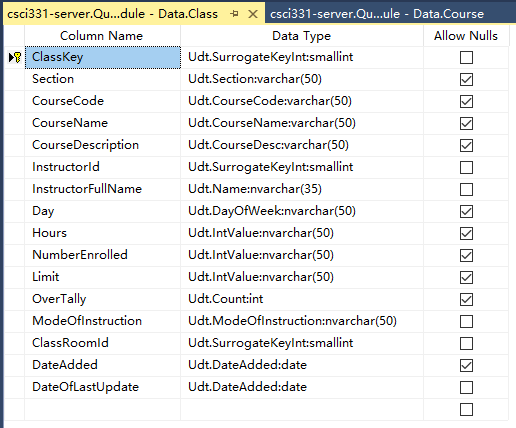 csci331-server.Qu...dule - Data.Class csci331-server.Qu...ule - Data.Course
Column Name Data Type Allow Nulls
ClassKey Udt.SurrogateKeyInt:smallint
Section Udt.Section:varchar(50)
CourseCode Udt.CourseCode:varchar(50)
CourseName Udt.CourseName:varchar(50)
CourseDescription Udt.CourseDesc:varchar(50)
InstructorId Udt.SurrogateKeyInt:smallint
InstructorFullName Udt.Name:nvarchar(35)
Day Udt.DayOfWeek:nvarchar(50)
Hours Udt.IntValue:nvarchar(50)
NumberEnrolled Udt.IntValue:nvarchar(50)
Limit Udt.IntValue:nvarchar(50)
OverTally Udt.Count:int
ModeOfInstruction Udt.ModeOfInstruction:nvarchar(50)
ClassRoomId Udt.SurrogateKeyInt:smallint
DateAdded Udt.DateAdded:date
DateOfLastUpdate Udt.DateAdded:date